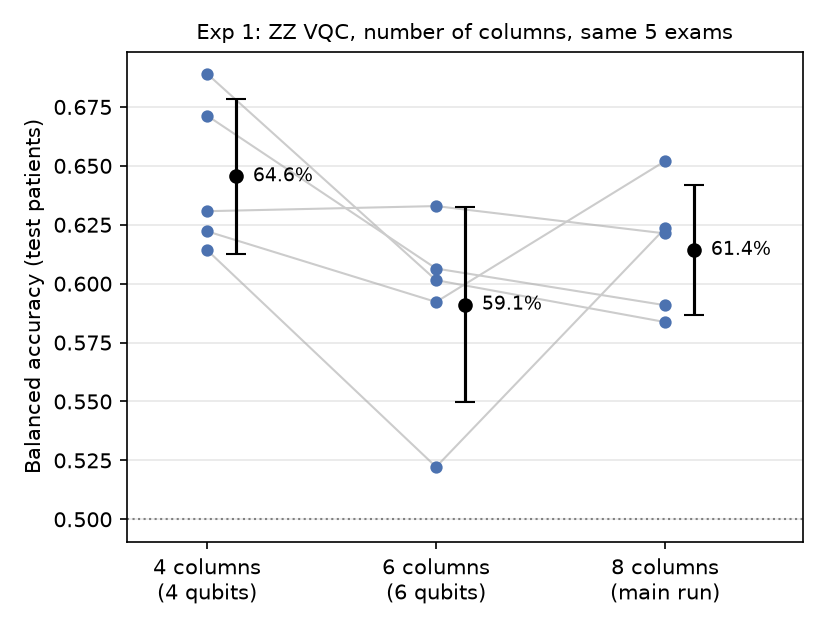 Exp 1: ZZ VQC, number of columns, same 5 exams
Balanced accuracy (test patients)
0.675
0.650
0.625
0.600
0.575
0.550
0.525
0.500
64.6%
59.1%
61.4%
4 columns
(4 qubits)
6 columns
(6 qubits)
8 columns
(main run)